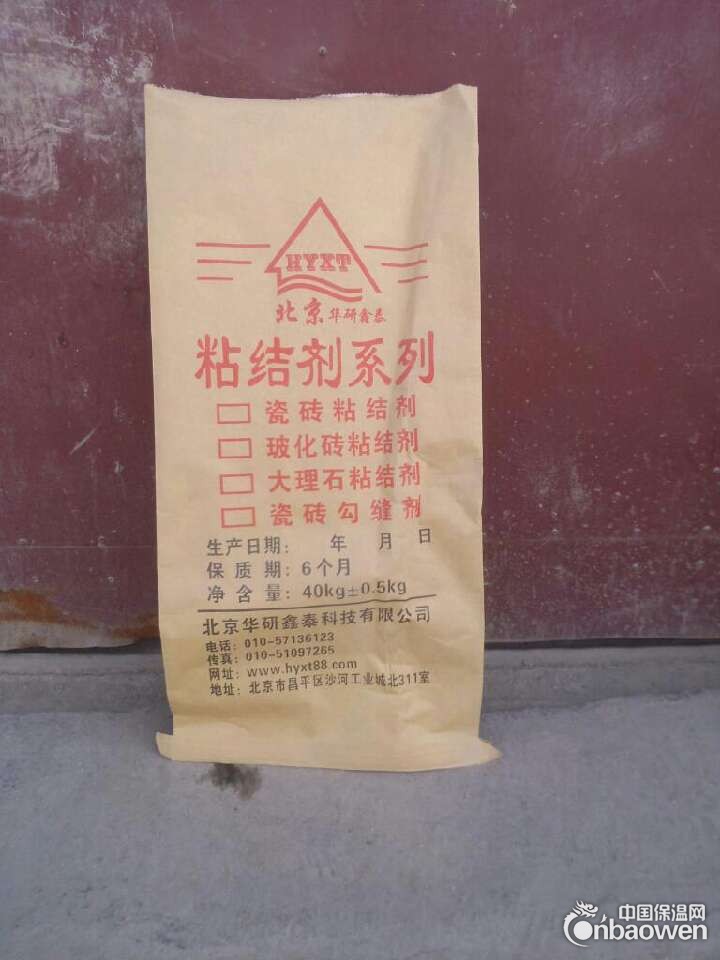 HYXT
北京华研鑫泰
粘结剂系列
瓷砖粘结剂
玻化砖粘结剂
大理石粘结剂
瓷砖勾缝剂
生产日期： 年 月 日
保质期：6个月
净含量：40kg±0.5kg
北京华研鑫泰科技有限公司
电话：010-57136123
传真：010-51097265
网址：www.hyxt88.com
地址：北京市昌平区沙河工业城北311室
中国保温网
Cnbaowen